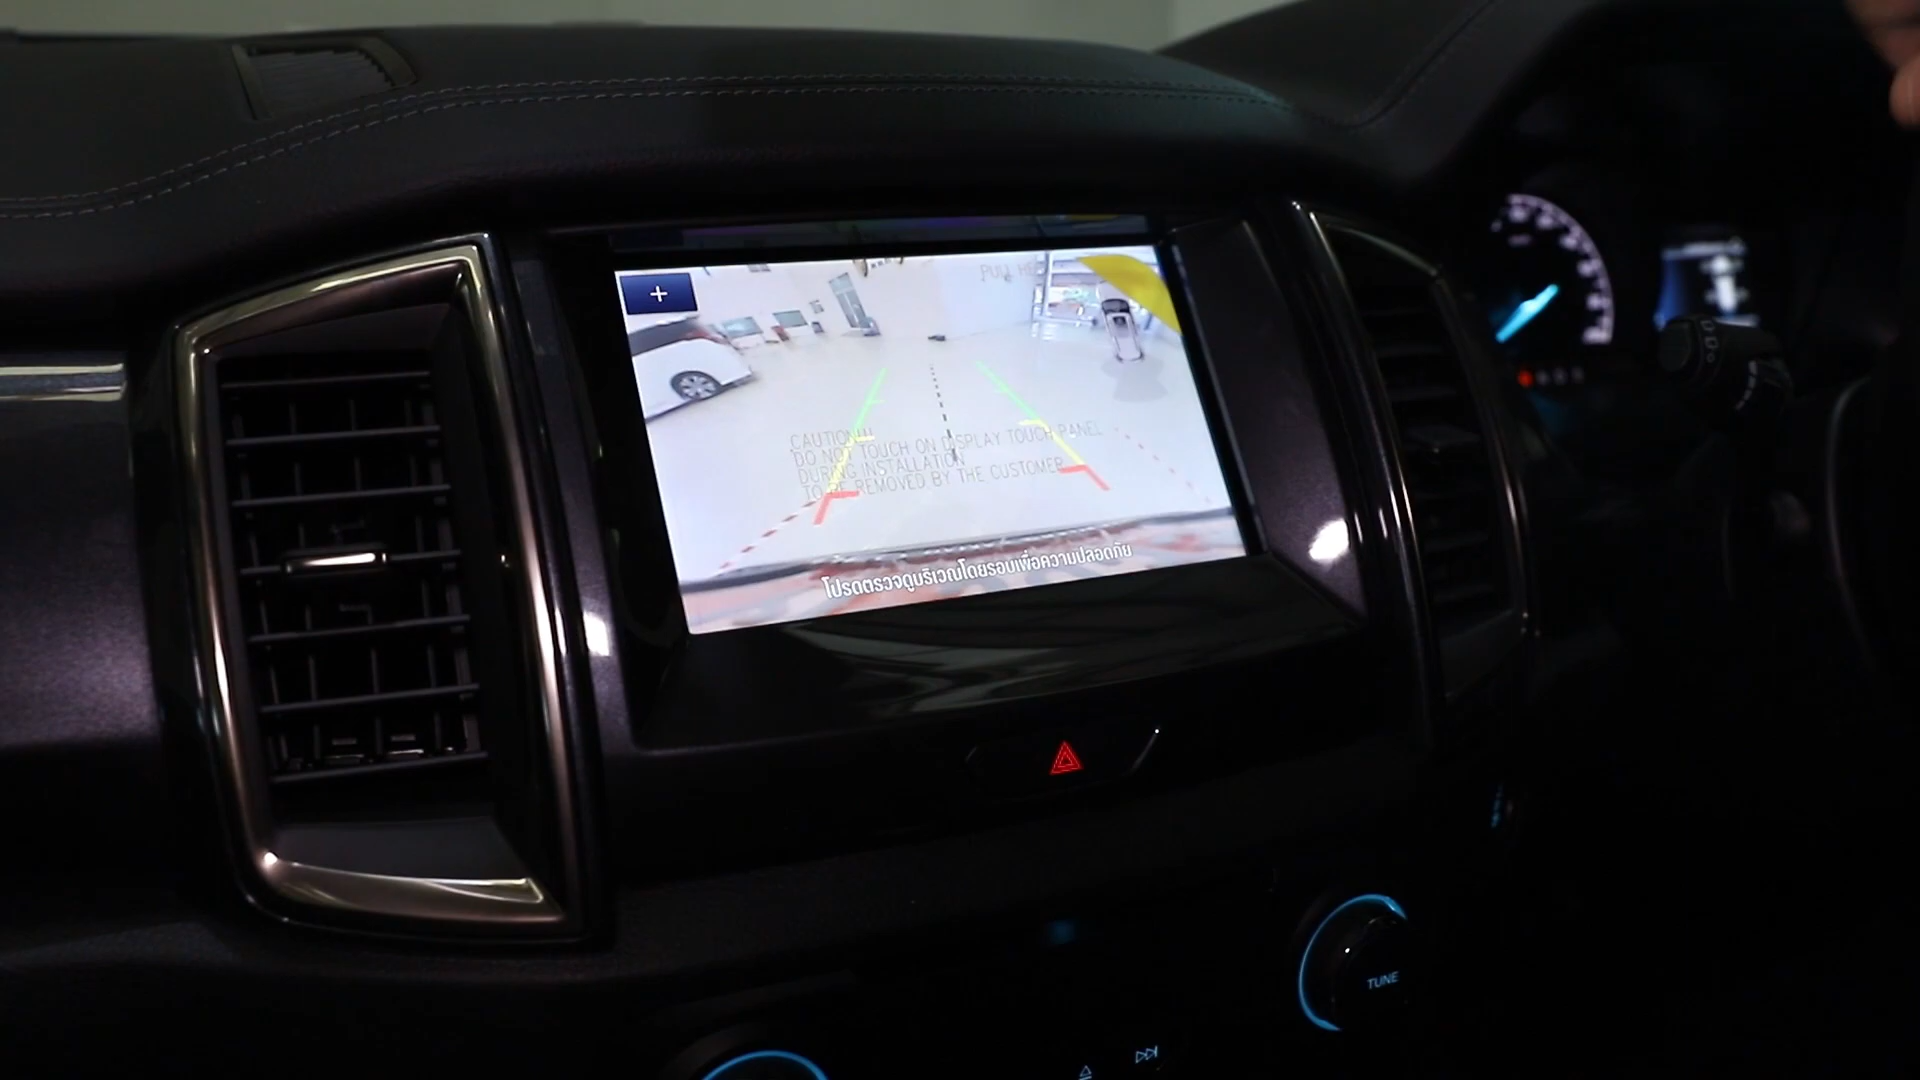 +
PULL HE
CAUTION!!!
DO NOT TOUCH ON DISPLAY TOUCH PANEL
DURING INSTALLATION
TO BE REMOVED BY THE CUSTOMER
โปรดตรวจดูบริเวณโดยรอบเพื่อความปลอดภัย
TUNE